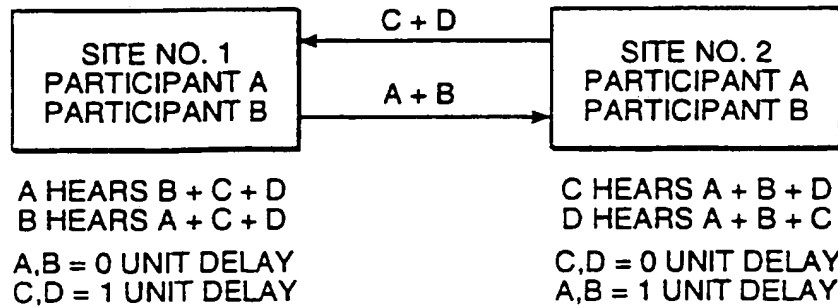 SITE NO. 1
PARTICIPANT A
PARTICIPANT B
C + D
A + B
SITE NO. 2
PARTICIPANT A
PARTICIPANT B
A HEARS B + C + D
B HEARS A + C + D
A,B = 0 UNIT DELAY
C,D = 1 UNIT DELAY
C HEARS A + B + D
D HEARS A + B + C
C,D = 0 UNIT DELAY
A,B = 1 UNIT DELAY